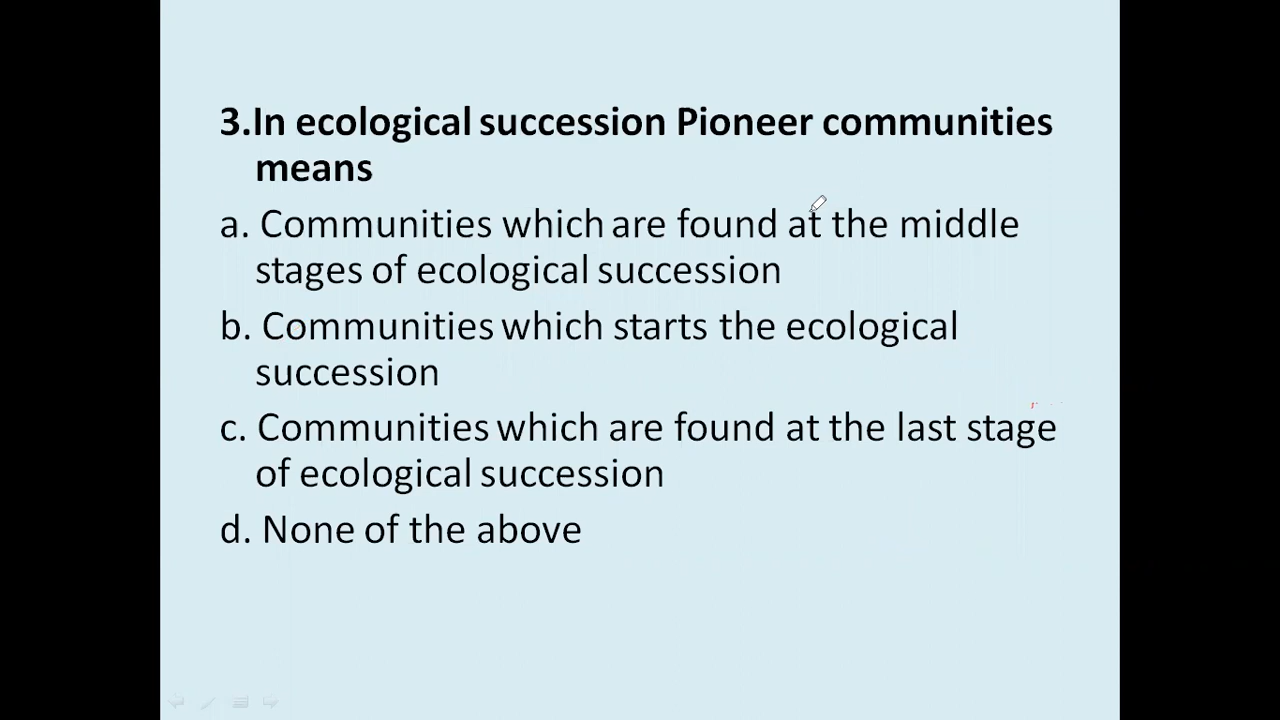 3.In ecological succession Pioneer communities
means
a. Communities which are found at the middle
stages of ecological succession
b. Communities which starts the ecological
succession
c. Communities which are found at the last stage
of ecological succession
d. None of the above